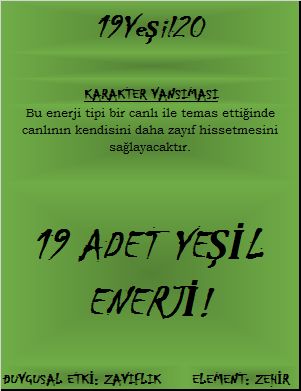 19Yeşil20
KARAKTER YANSIMASI
Bu enerji tipi bir canlı ile temas ettiğinde
canlının kendisini daha zayıf hissetmesini
sağlayacaktır.
19 ADET YEŞİL
ENERJİ!
DUYGUSAL ETKİ: ZAYIFLIK ELEMENT: ZEHİR